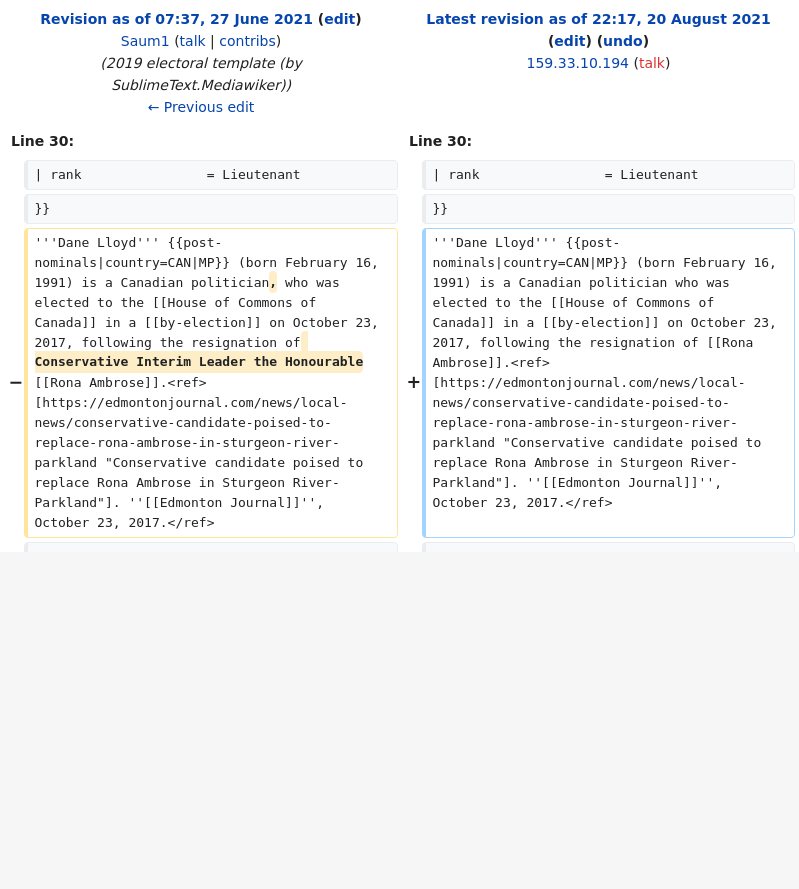 Revision as of 07:37, 27 June 2021 (edit)
Saum1 (talk | contribs)
(2019 electoral template (by
SublimeText.Mediawiker))
← Previous edit
Latest revision as of 22:17, 20 August 2021
(edit) (undo)
159.33.10.194 (talk)
Line 30:
Line 30:
| rank                = Lieutenant
| rank                = Lieutenant
}}
}}
−
'''Dane Lloyd''' {{post-
nominals|country=CAN|MP}} (born February 16,
1991) is a Canadian politician, who was
elected to the [[House of Commons of
Canada]] in a [[by-election]] on October 23,
2017, following the resignation of
Conservative Interim Leader the Honourable
[[Rona Ambrose]].<ref>
[https://edmontonjournal.com/news/local-
news/conservative-candidate-poised-to-
replace-rona-ambrose-in-sturgeon-river-
parkland "Conservative candidate poised to
replace Rona Ambrose in Sturgeon River-
Parkland"]. ''[[Edmonton Journal]]'',
October 23, 2017.</ref>
+
'''Dane Lloyd''' {{post-
nominals|country=CAN|MP}} (born February 16,
1991) is a Canadian politician who was
elected to the [[House of Commons of
Canada]] in a [[by-election]] on October 23,
2017, following the resignation of [[Rona
Ambrose]].<ref>
[https://edmontonjournal.com/news/local-
news/conservative-candidate-poised-to-
replace-rona-ambrose-in-sturgeon-river-
parkland "Conservative candidate poised to
replace Rona Ambrose in Sturgeon River-
Parkland"]. ''[[Edmonton Journal]]'',
October 23, 2017.</ref>